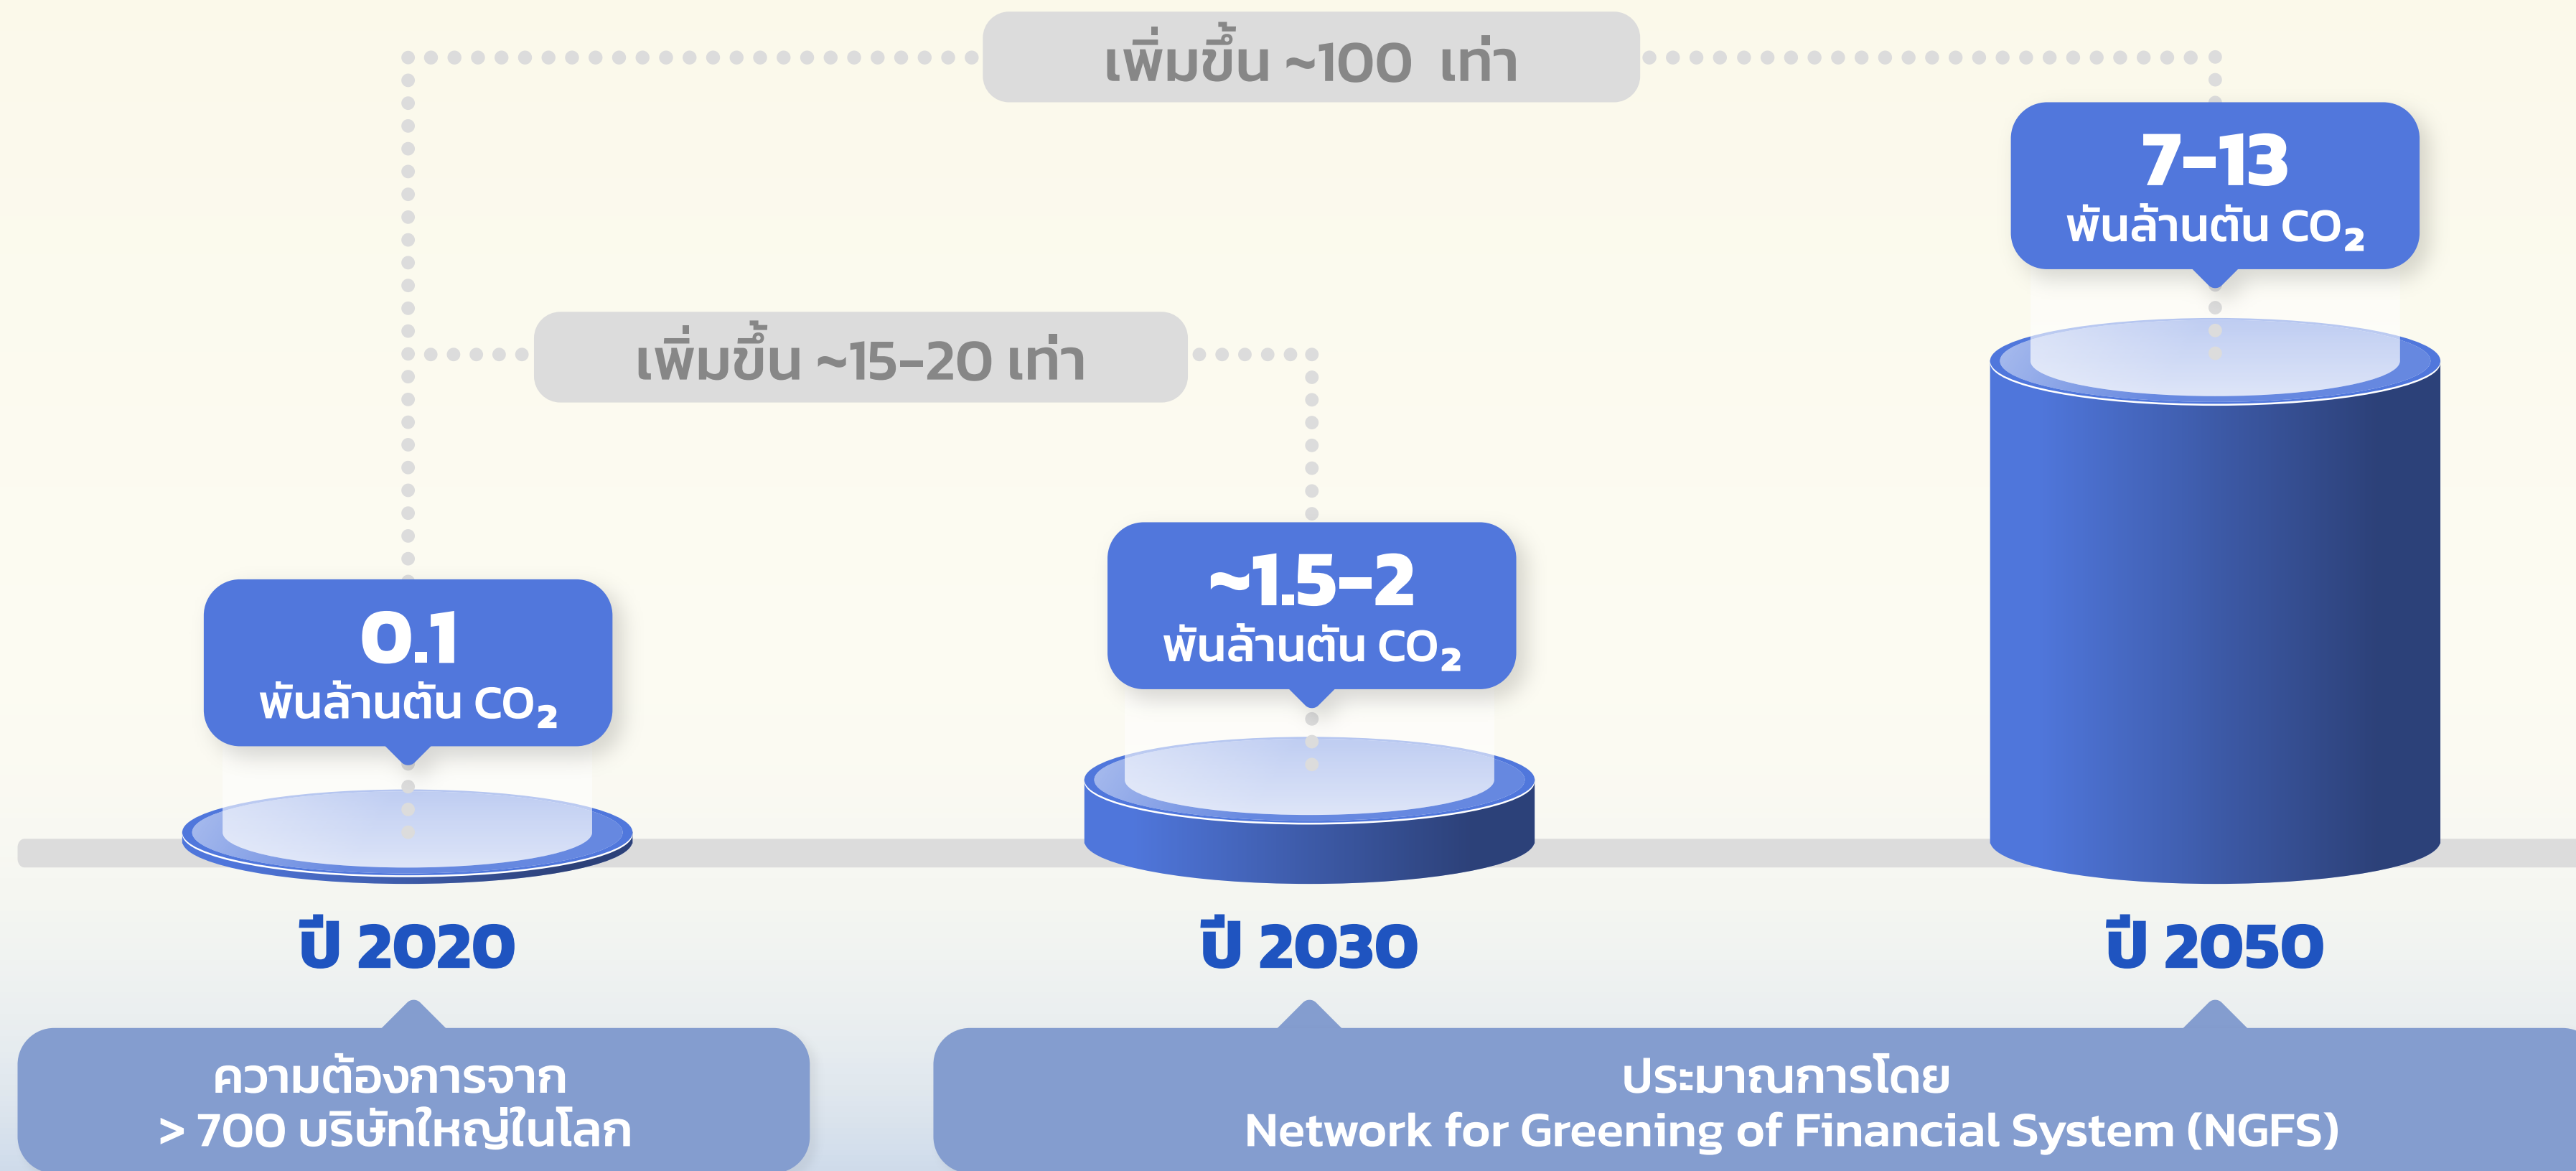 เพิ่มขึ้น ~100 เท่า
7-13
พันล้านตัน CO₂
เพิ่มขึ้น ~15-20 เท่า
~1.5-2
พันล้านตัน CO₂
0.1
พันล้านตัน CO₂
ปี 2020
ปี 2030
ปี 2050
ความต้องการจาก
> 700 บริษัทใหญ่ในโลก
ประมาณการโดย
Network for Greening of Financial System (NGFS)